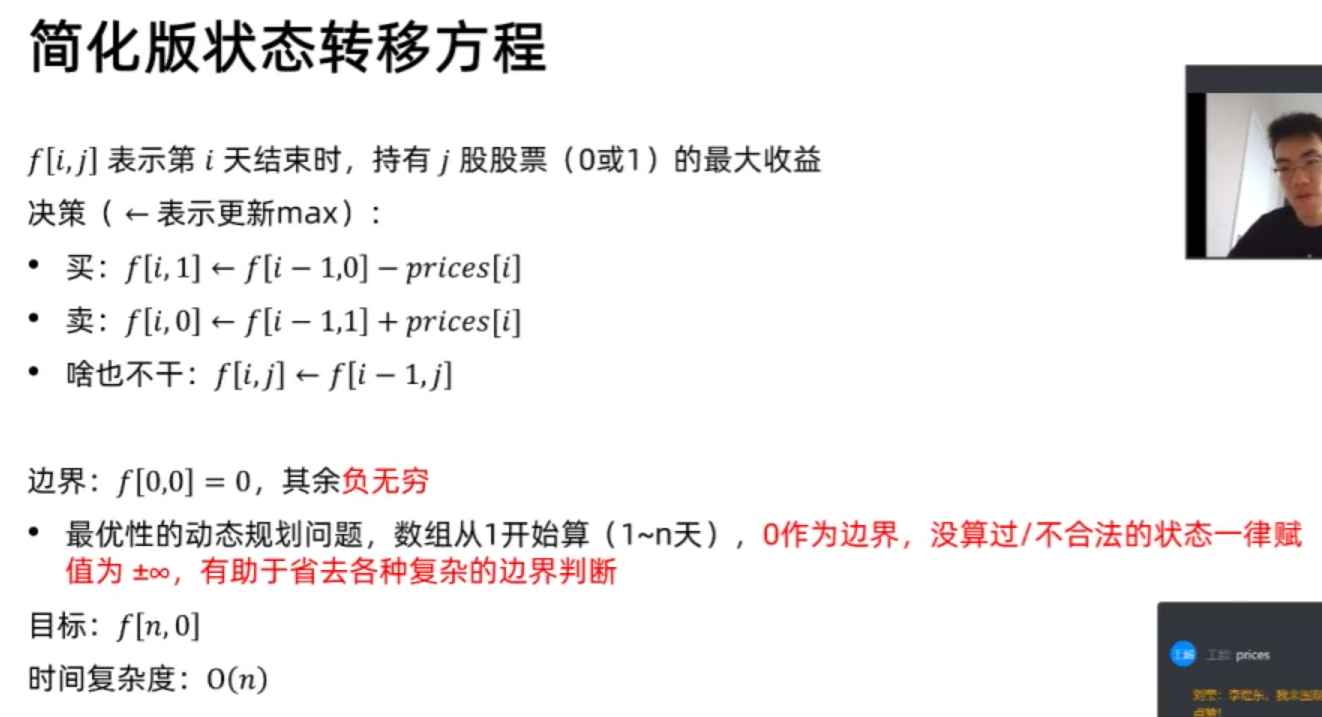 简化版状态转移方程
f[i,j] 表示第 i 天结束时，持有 j 股股票（0或1）的最大收益
决策（ ← 表示更新max）:
• 买：f[i,1] ← f[i − 1,0] − prices[i]
• 卖：f[i,0] ← f[i − 1,1] + prices[i]
• 啥也不干：f[i,j] ← f[i − 1,j]
边界：f[0,0] = 0，其余负无穷
• 最优性的动态规划问题，数组从1开始算（1~n天），0作为边界，没算过/不合法的状态一律赋
值为 ±∞，有助于省去各种复杂的边界判断
目标：f[n,0]
时间复杂度：O(n)
prices
点赞！